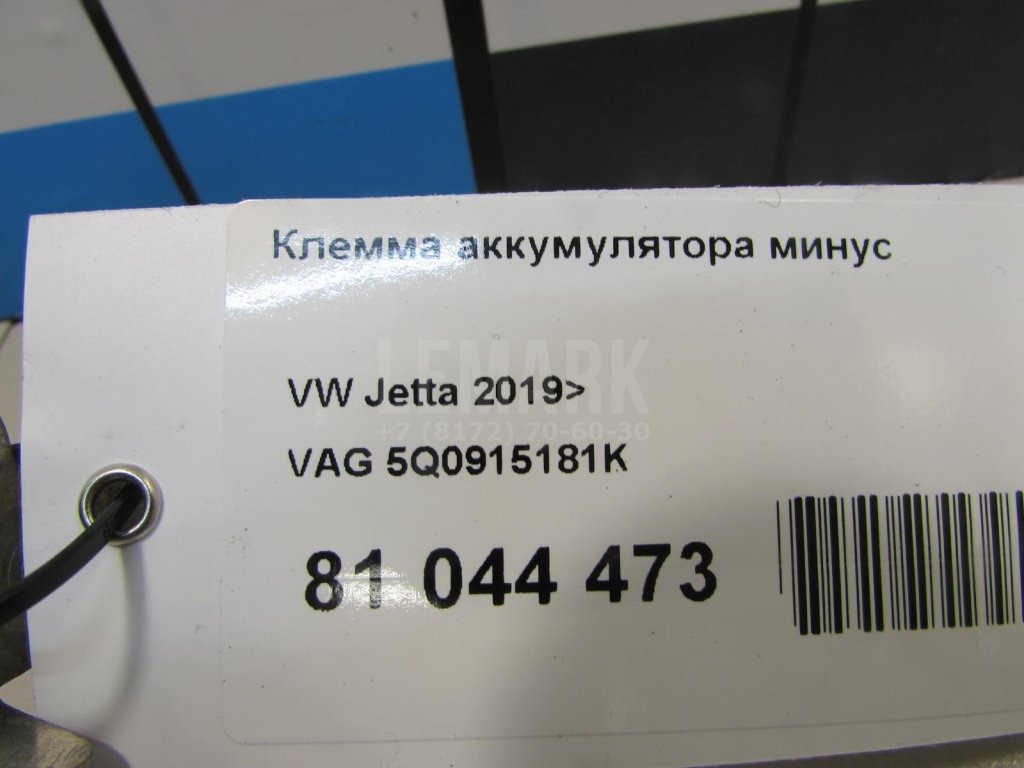 Клемма аккумулятора минус
LEMARK
VW Jetta 2019>
+7 (8172) 70-60-30
VAG 5Q0915181K
81 044 473